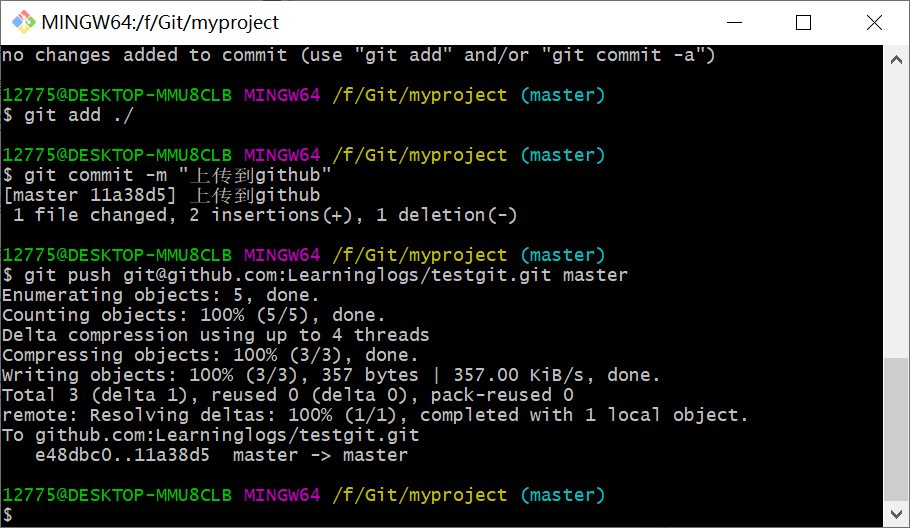 MINGW64:/f/Git/myproject
no changes added to commit (use "git add" and/or "git commit -a")
12775@DESKTOP-MMU8CLB MINGW64 /f/Git/myproject (master)
$ git add ./
12775@DESKTOP-MMU8CLB MINGW64 /f/Git/myproject (master)
$ git commit -m "上传到github"
[master 11a38d5] 上传到github
 1 file changed, 2 insertions(+), 1 deletion(-)
12775@DESKTOP-MMU8CLB MINGW64 /f/Git/myproject (master)
$ git push git@github.com:Learninglogs/testgit.git master
Enumerating objects: 5, done.
Counting objects: 100% (5/5), done.
Delta compression using up to 4 threads
Compressing objects: 100% (3/3), done.
Writing objects: 100% (3/3), 357 bytes | 357.00 KiB/s, done.
Total 3 (delta 1), reused 0 (delta 0), pack-reused 0
remote: Resolving deltas: 100% (1/1), completed with 1 local object.
To github.com:Learninglogs/testgit.git
   e48dbc0..11a38d5  master -> master
12775@DESKTOP-MMU8CLB MINGW64 /f/Git/myproject (master)
$